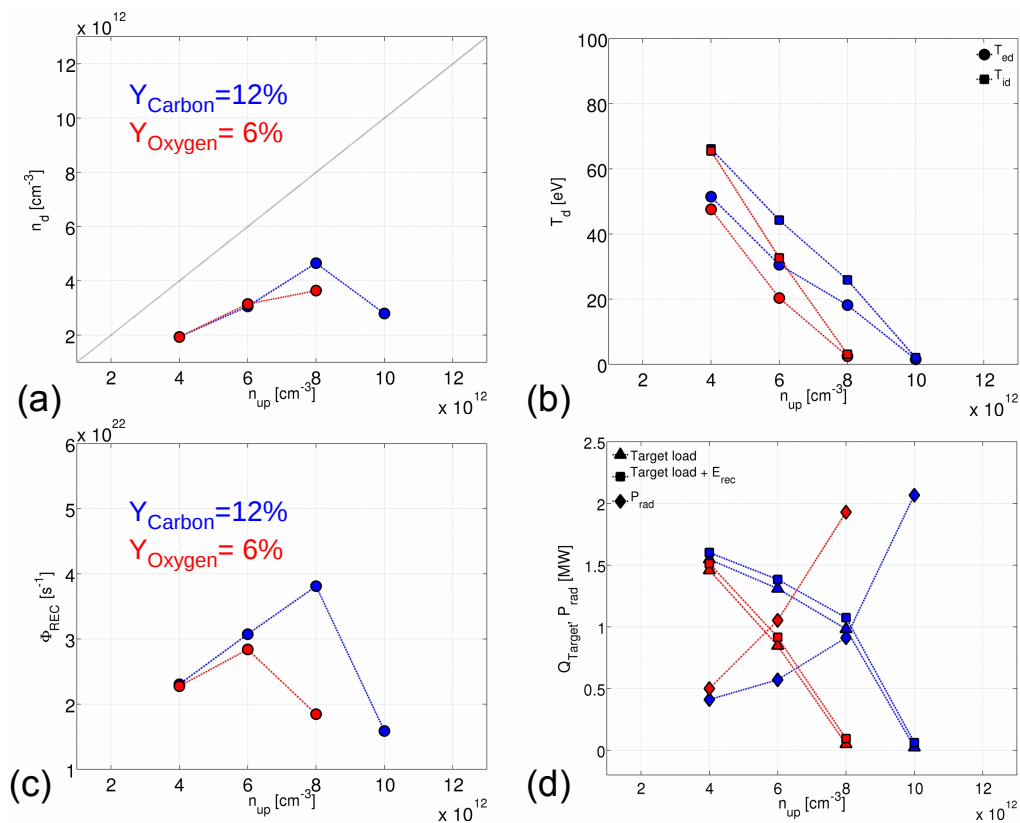 x 10^12
12
10
8
6
4
2
n_d [cm^-3]
Y_Carbon=12%
Y_Oxygen= 6%
2 4 6 8 10 12
n_up [cm^-3]
x 10^12
(a)
100
80
60
40
20
0
T_d [eV]
T_ed
T_id
2 4 6 8 10 12
n_up [cm^-3]
x 10^12
(b)
x 10^22
6
5
4
3
2
1
Φ_REC [s^-1]
Y_Carbon=12%
Y_Oxygen= 6%
2 4 6 8 10 12
n_up [cm^-3]
x 10^12
(c)
2.5
2
1.5
1
0.5
0
Q_Target, P_rad [MW]
Target load
Target load + E_rec
P_rad
2 4 6 8 10 12
n_up [cm^-3]
x 10^12
(d)